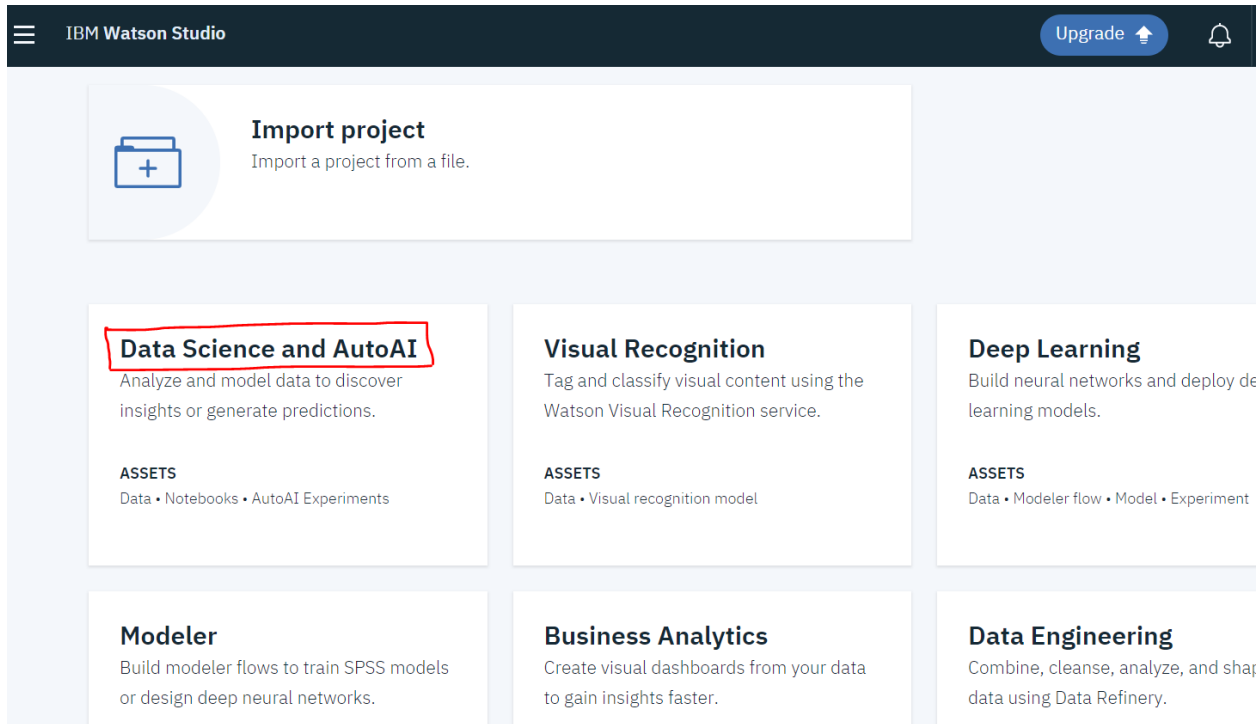 IBM Watson Studio
Upgrade
Import project
Import a project from a file.
Data Science and AutoAI
Analyze and model data to discover
insights or generate predictions.
ASSETS
Data • Notebooks • AutoAI Experiments
Visual Recognition
Tag and classify visual content using the
Watson Visual Recognition service.
ASSETS
Data • Visual recognition model
Deep Learning
Build neural networks and deploy
learning models.
ASSETS
Data • Modeler flow • Model • Experiment
Modeler
Build modeler flows to train SPSS models
or design deep neural networks.
Business Analytics
Create visual dashboards from your data
to gain insights faster.
Data Engineering
Combine, cleanse, analyze, and
data using Data Refinery.